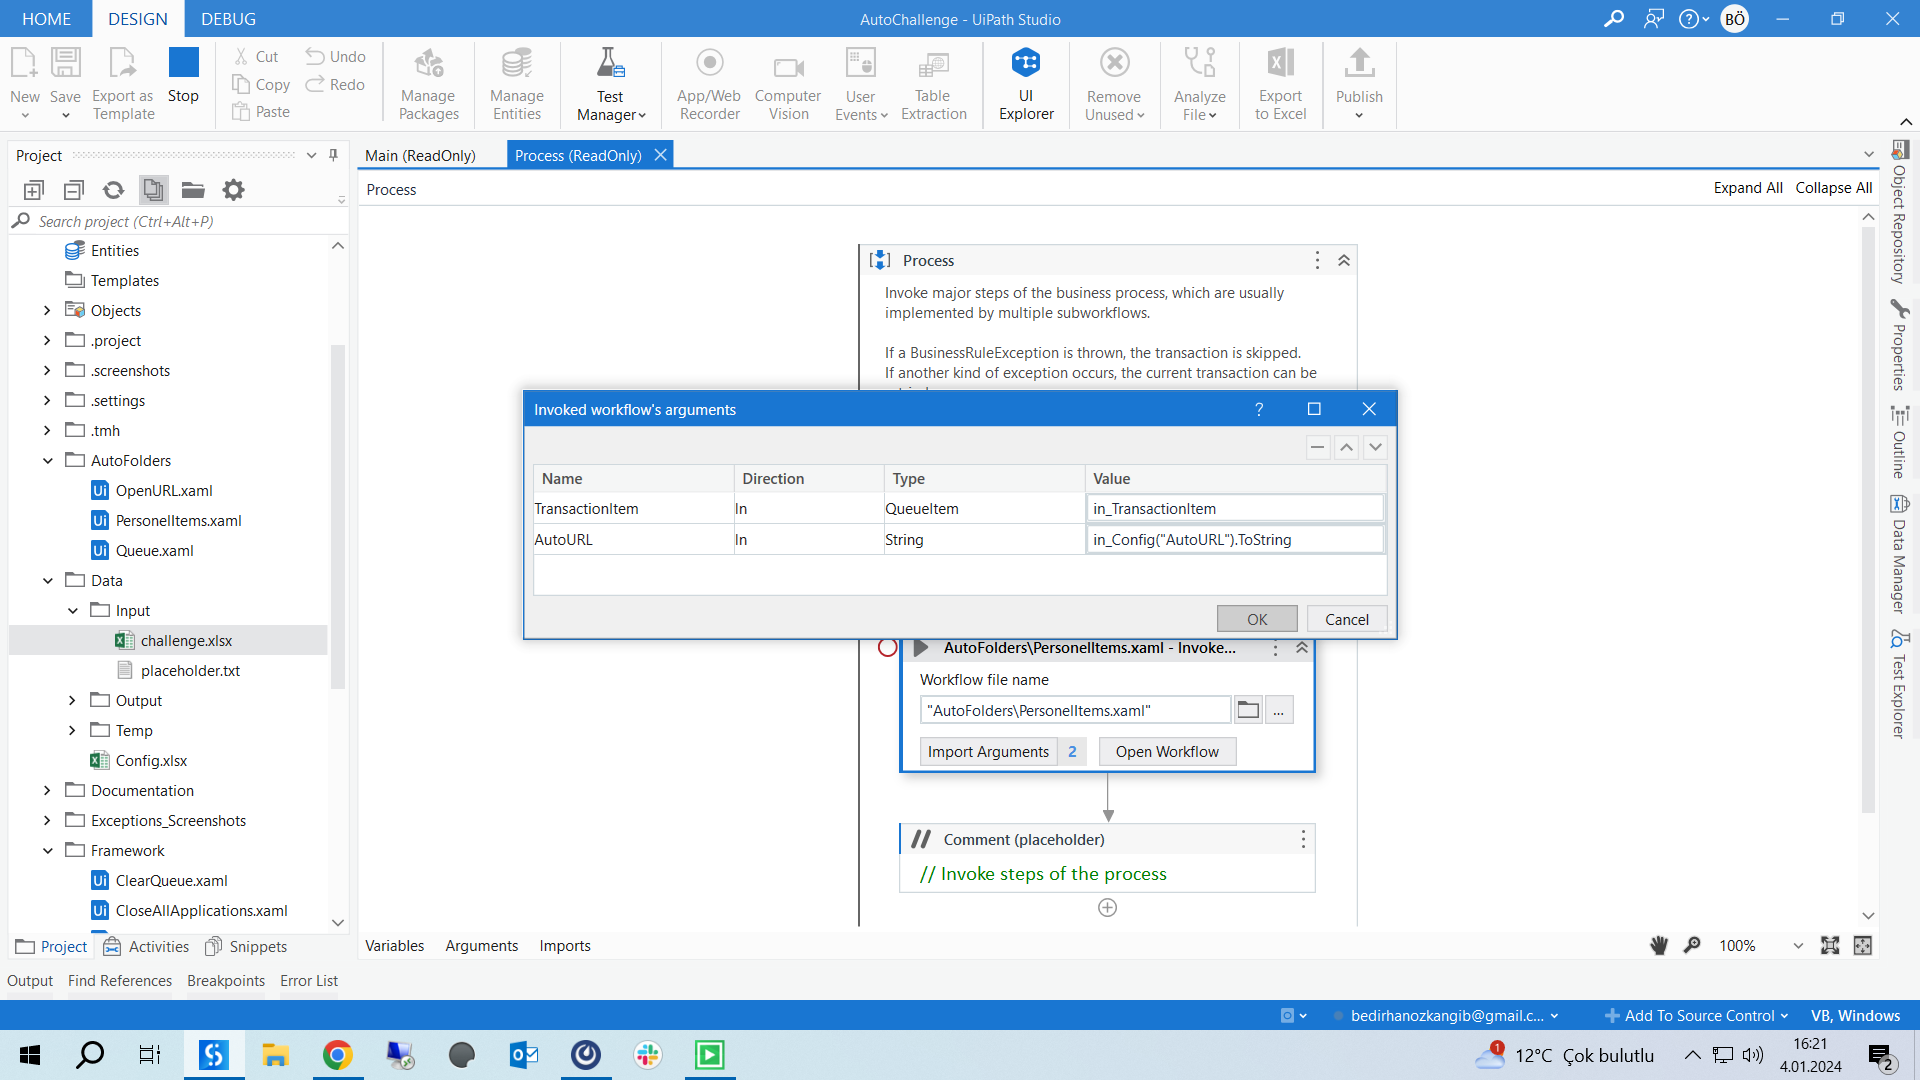 HOME DESIGN DEBUG AutoChallenge - UiPath Studio BÖ
New Save Export as Template Stop
Cut Copy Paste Undo Redo
Manage Packages
Manage Entities
Test Manager
App/Web Recorder
Computer Vision
User Events
Table Extraction
UI Explorer
Remove Unused
Analyze File
Export to Excel
Publish
Project
Search project (Ctrl+Alt+P)
Entities
Templates
Objects
.project
.screenshots
.settings
.tmh
AutoFolders
OpenURL.xaml
PersonelItems.xaml
Queue.xaml
Data
Input
challenge.xlsx
placeholder.txt
Output
Temp
Config.xlsx
Documentation
Exceptions_Screenshots
Framework
ClearQueue.xaml
CloseAllApplications.xaml
Project Activities Snippets
Main (ReadOnly) Process (ReadOnly)
Process Expand All Collapse All
Process
Invoke major steps of the business process, which are usually
implemented by multiple subworkflows.
If a BusinessRuleException is thrown, the transaction is skipped.
If another kind of exception occurs, the current transaction can be
Invoked workflow's arguments ?
Name Direction Type Value
TransactionItem In QueueItem in_TransactionItem
AutoURL In String in_Config("AutoURL").ToString
OK Cancel
AutoFolders\PersonelItems.xaml - Invoke...
Workflow file name
"AutoFolders\PersonelItems.xaml" ...
Import Arguments 2 Open Workflow
Comment (placeholder)
// Invoke steps of the process
Variables Arguments Imports 100%
Object Repository
Properties
Outline
Data Manager
Test Explorer
Output Find References Breakpoints Error List
bedirhanozkangib@gmail.c... Add To Source Control VB, Windows
1 12°C Çok bulutlu 16:21
4.01.2024 2